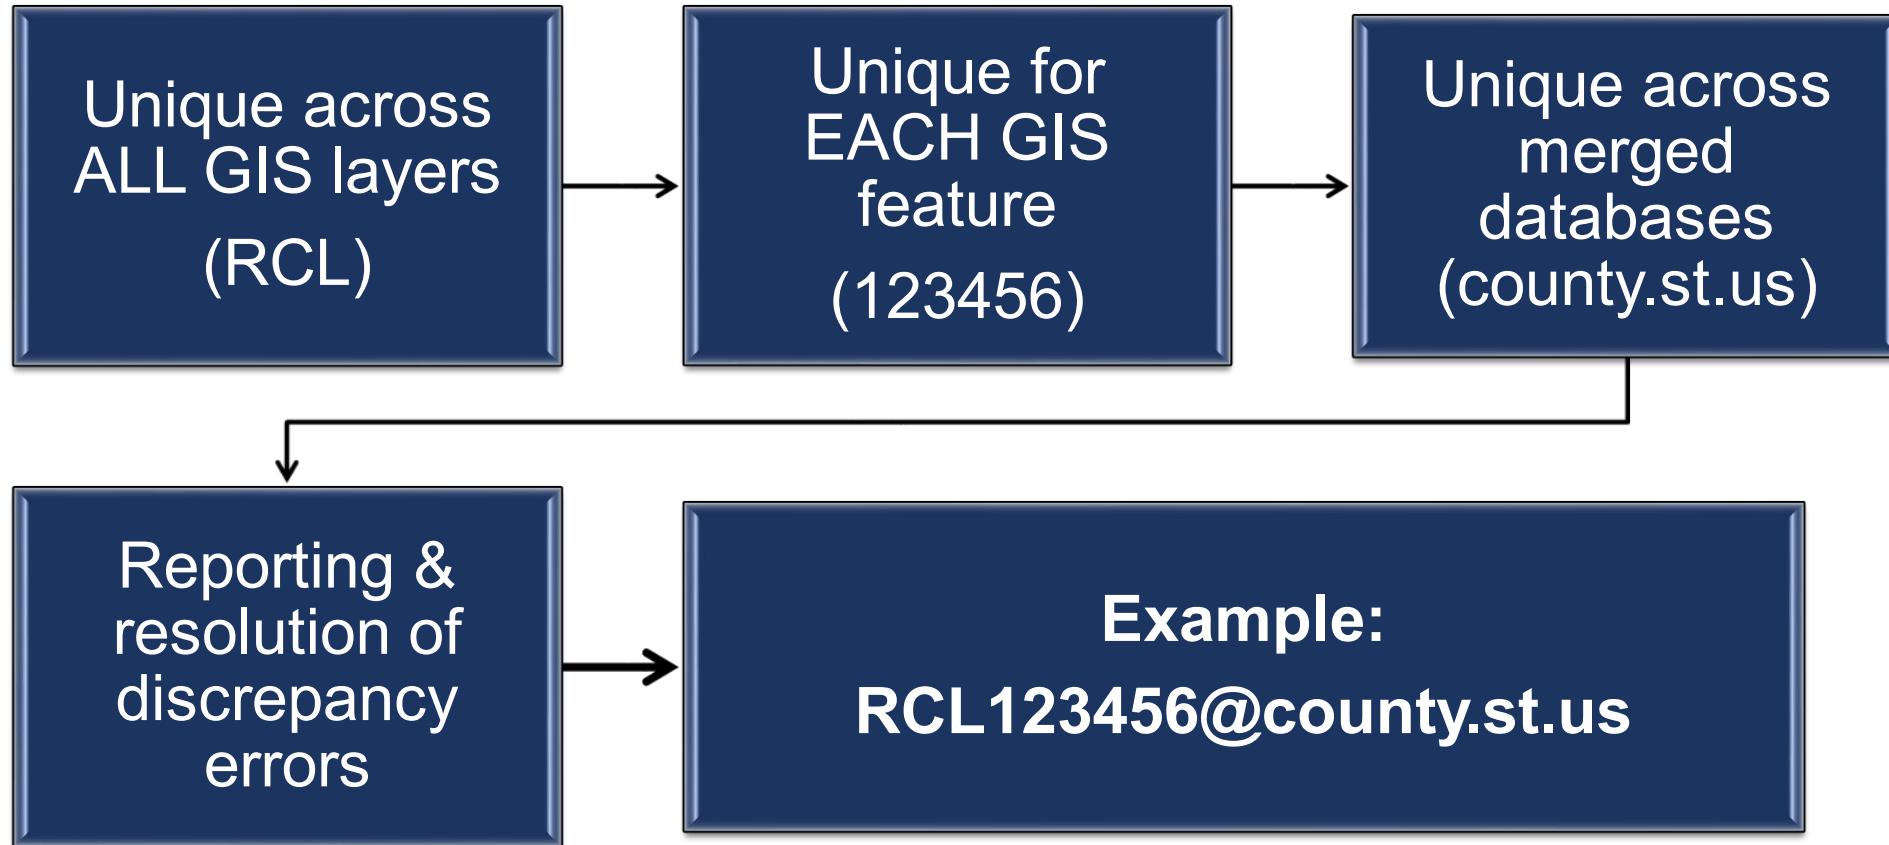 Unique across
ALL GIS layers
(RCL)
Unique for
EACH GIS
feature
(123456)
Unique across
merged
databases
(county.st.us)
Reporting &
resolution of
discrepancy
errors
Example:
RCL123456@county.st.us